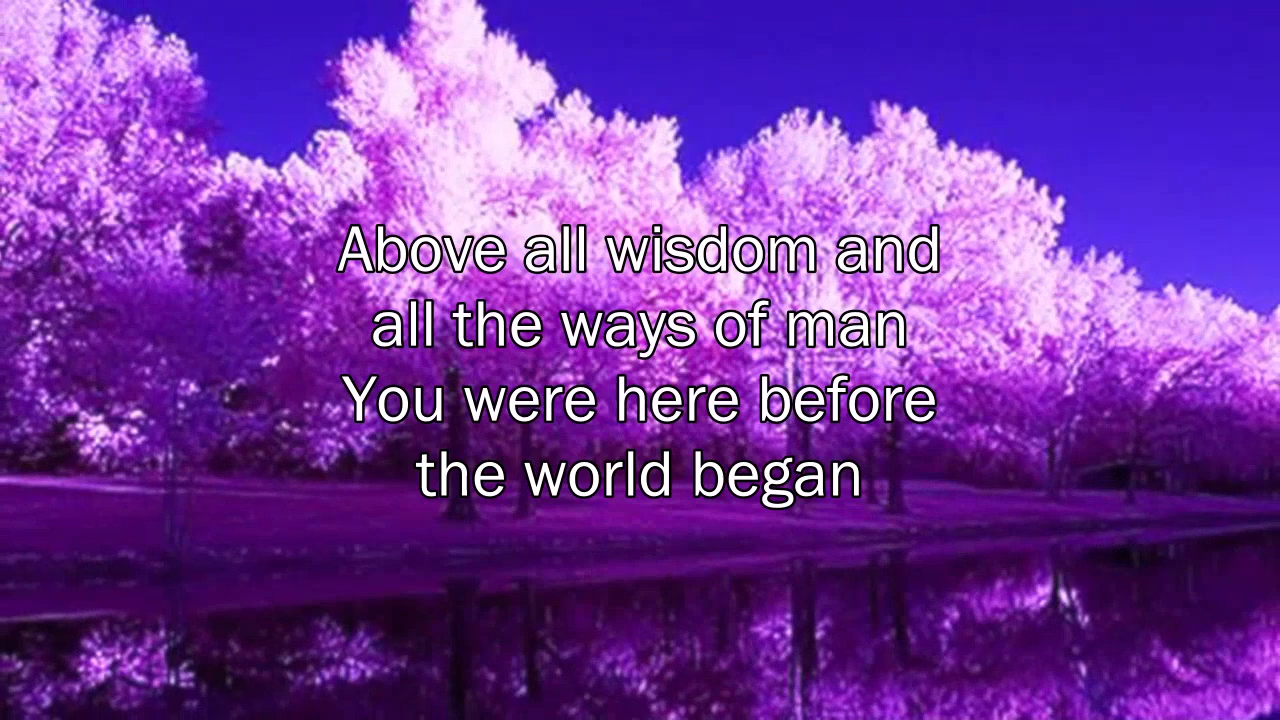 Above all wisdom and
all the ways of man
You were here before
the world began